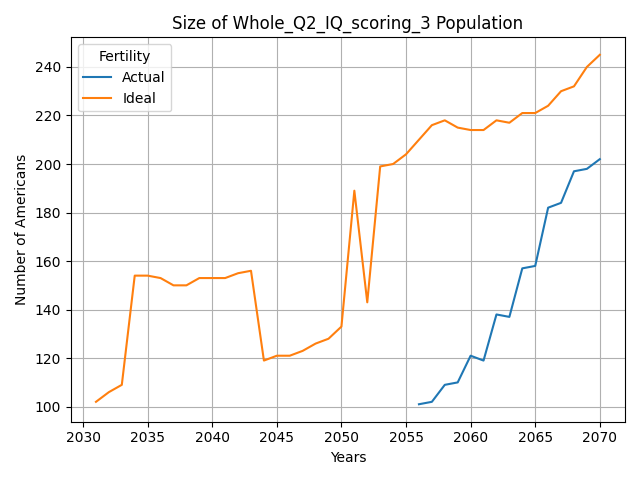 Size of Whole_Q2_IQ_scoring_3 Population
Fertility
Actual
Ideal
Number of Americans
240
220
200
180
160
140
120
100
2030 2035 2040 2045 2050 2055 2060 2065 2070
Years